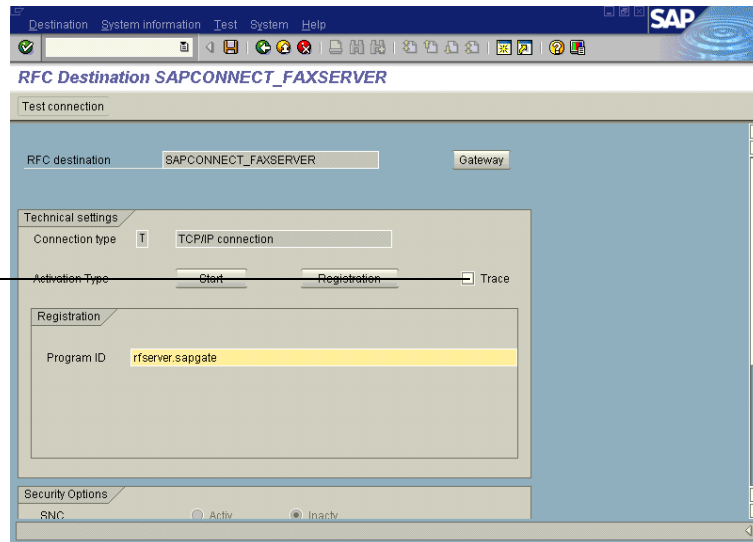 Destination System information Test System Help
SAP
RFC Destination SAPCONNECT_FAXSERVER
Test connection
RFC destination SAPCONNECT_FAXSERVER Gateway
Technical settings
Connection type T TCP/IP connection
Activation Type Start Registration Trace
Registration
Program ID rfserver.sapgate
Security Options
SNC Activ. Inactv.